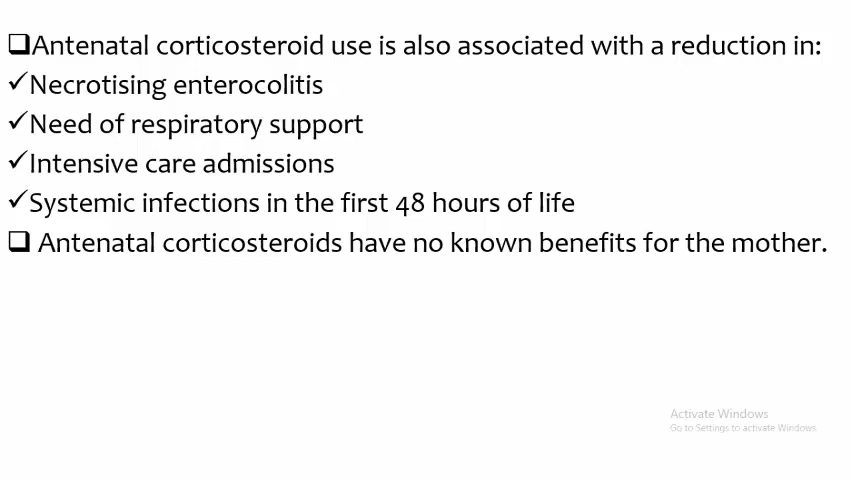 ❑Antenatal corticosteroid use is also associated with a reduction in:
✓Necrotising enterocolitis
✓Need of respiratory support
✓Intensive care admissions
✓Systemic infections in the first 48 hours of life
❑ Antenatal corticosteroids have no known benefits for the mother.
Activate Windows
Go to Settings to activate Windows.